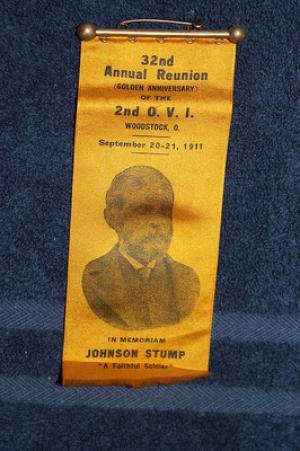 32nd
Annual Reunion
(GOLDEN ANNIVERSARY)
OF THE
2nd O. V. I.
WOODSTOCK, O.
September 20-21, 1911
IN MEMORIAM
JOHNSON STUMP
"A Faithful Soldier"